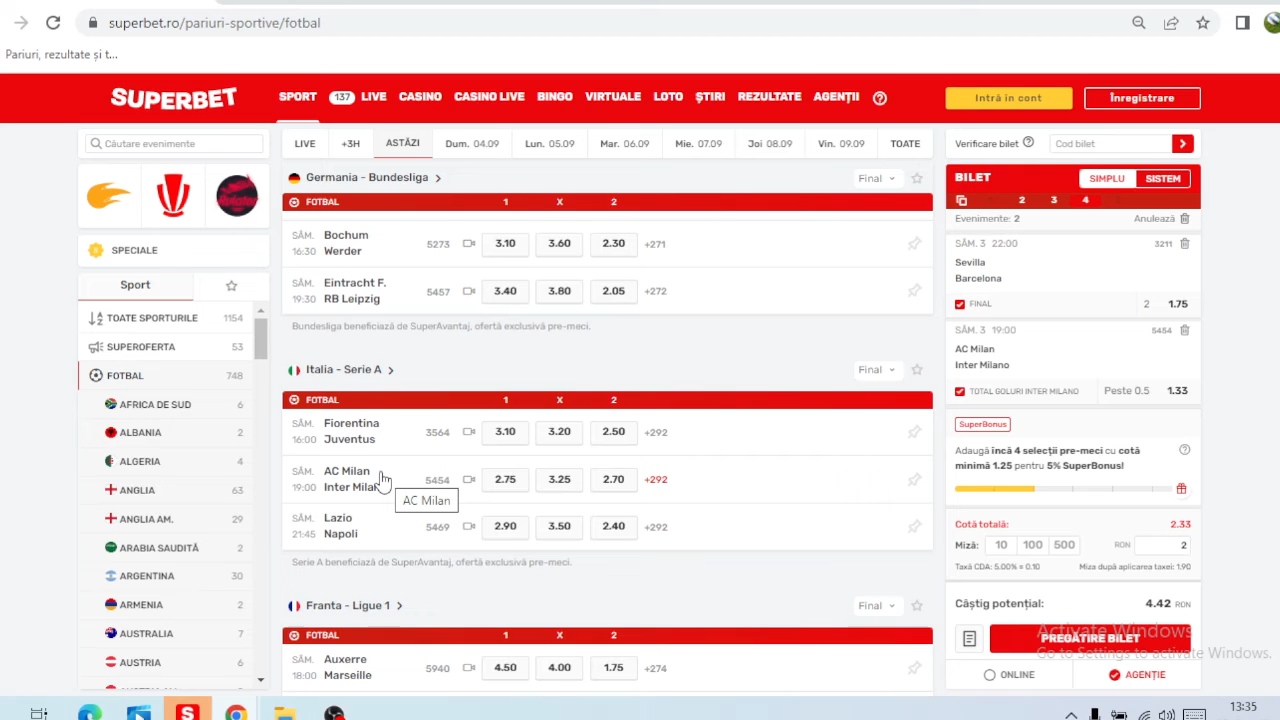 superbet.ro/pariuri-sportive/fotbal
Pariuri, rezultate și t...
SUPERBET
SPORT 137 LIVE CASINO CASINO LIVE BINGO VIRTUALE LOTO ȘTIRI REZULTATE AGENȚII
Intră în cont
Înregistrare
Căutare evenimente
LIVE +3H ASTĂZI Dum. 04.09 Lun. 05.09 Mar. 06.09 Mie. 07.09 Joi 08.09 Vin. 09.09 TOATE
Verificare bilet Cod bilet
SPECIALE
Sport
TOATE SPORTURILE 1154
SUPEROFERTA 53
FOTBAL 748
AFRICA DE SUD 6
ALBANIA 2
ALGERIA 4
ANGLIA 63
ANGLIA AM. 29
ARABIA SAUDITĂ 2
ARGENTINA 30
ARMENIA 2
AUSTRALIA 7
AUSTRIA 6
Germania - Bundesliga Final
FOTBAL 1 X 2
SÂM. Bochum
16:30 Werder 5273 3.10 3.60 2.30 +271
SÂM. Eintracht F.
19:30 RB Leipzig 5457 3.40 3.80 2.05 +272
Bundesliga beneficiază de SuperAvantaj, ofertă exclusivă pre-meci.
Italia - Serie A Final
FOTBAL 1 X 2
SÂM. Fiorentina
16:00 Juventus 3564 3.10 3.20 2.50 +292
SÂM. AC Milan
19:00 Inter Milan 5454 2.75 3.25 2.70 +292
AC Milan
SÂM. Lazio
21:45 Napoli 5469 2.90 3.50 2.40 +292
Serie A beneficiază de SuperAvantaj, ofertă exclusivă pre-meci.
Franta - Ligue 1 Final
FOTBAL 1 X 2
SÂM. Auxerre
18:00 Marseille 5940 4.50 4.00 1.75 +274
BILET SIMPLU SISTEM
2 3 4
Evenimente: 2 Anulează
SÂM. 3 22:00 3211
Sevilla
Barcelona
FINAL 2 1.75
SÂM. 3 19:00 5454
AC Milan
Inter Milano
TOTAL GOLURI INTER MILANO Peste 0.5 1.33
SuperBonus
Adaugă încă 4 selecții pre-meci cu cotă
minimă 1.25 pentru 5% SuperBonus!
Cotă totală: 2.33
Miză: 10 100 500 RON 2
Taxă CDA: 5.00% = 0.10 Miza după aplicarea taxei: 1.90
Câștig potențial: 4.42 RON
PREGĂTIRE BILET
ONLINE AGENȚIE
Activate Windows
Go to Settings to activate Windows.
13:35